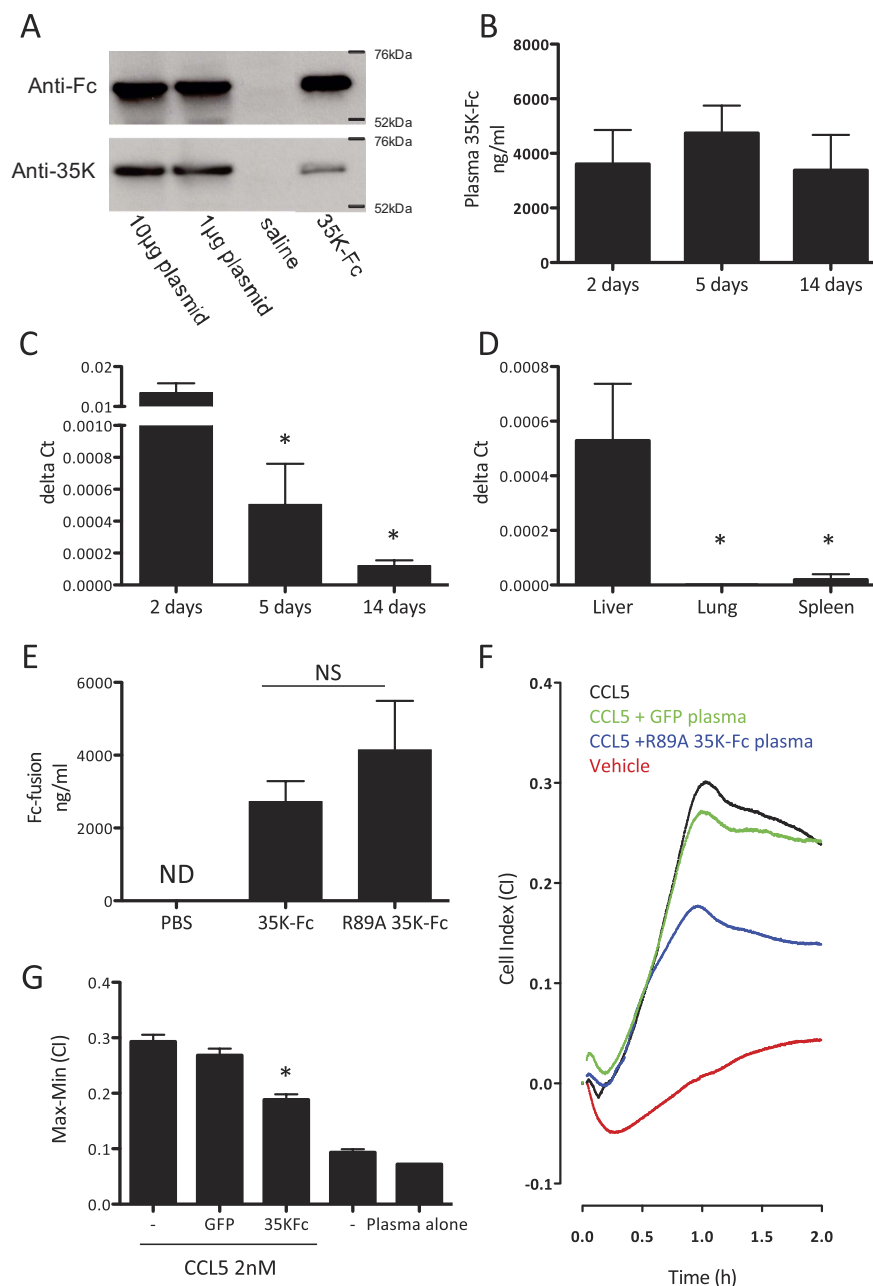 A
Anti-Fc
Anti-35K
76kDa
52kDa
76kDa
52kDa
10µg plasmid
1µg plasmid
saline
35K-Fc
B
Plasma 35K-Fc
ng/ml
8000
6000
4000
2000
0
2 days
5 days
14 days
C
delta Ct
0.02
0.01
0.0010
0.0008
0.0006
0.0004
0.0002
0.0000
*
*
2 days
5 days
14 days
D
delta Ct
0.0008
0.0006
0.0004
0.0002
0.0000
*
*
Liver
Lung
Spleen
E
Fc-fusion
ng/ml
6000
4000
2000
0
NS
ND
PBS
35K-Fc
R89A 35K-Fc
F
CCL5
CCL5 + GFP plasma
CCL5 +R89A 35K-Fc plasma
Vehicle
Cell Index (CI)
0.4
0.3
0.2
0.1
0.0
-0.1
0.0
0.5
1.0
1.5
2.0
Time (h)
G
Max-Min (CI)
0.4
0.3
0.2
0.1
0.0
*
-
GFP
35KFc
-
Plasma alone
CCL5 2nM